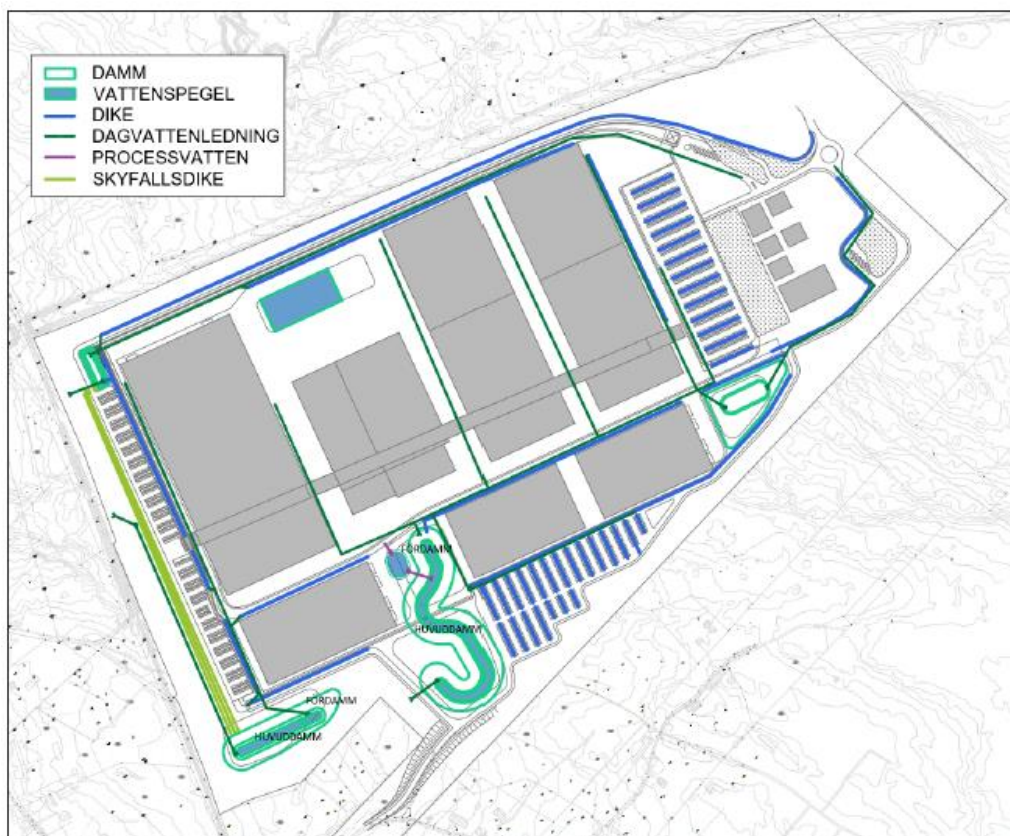 DAMM
VATTENSPEGEL
DIKE
DAGVATTENLEDNING
PROCESSVATTEN
SKYFALLSDIKE
FÖRDAMM
HUVUDDAMM
FÖRDAMM
HUVUDDAMM